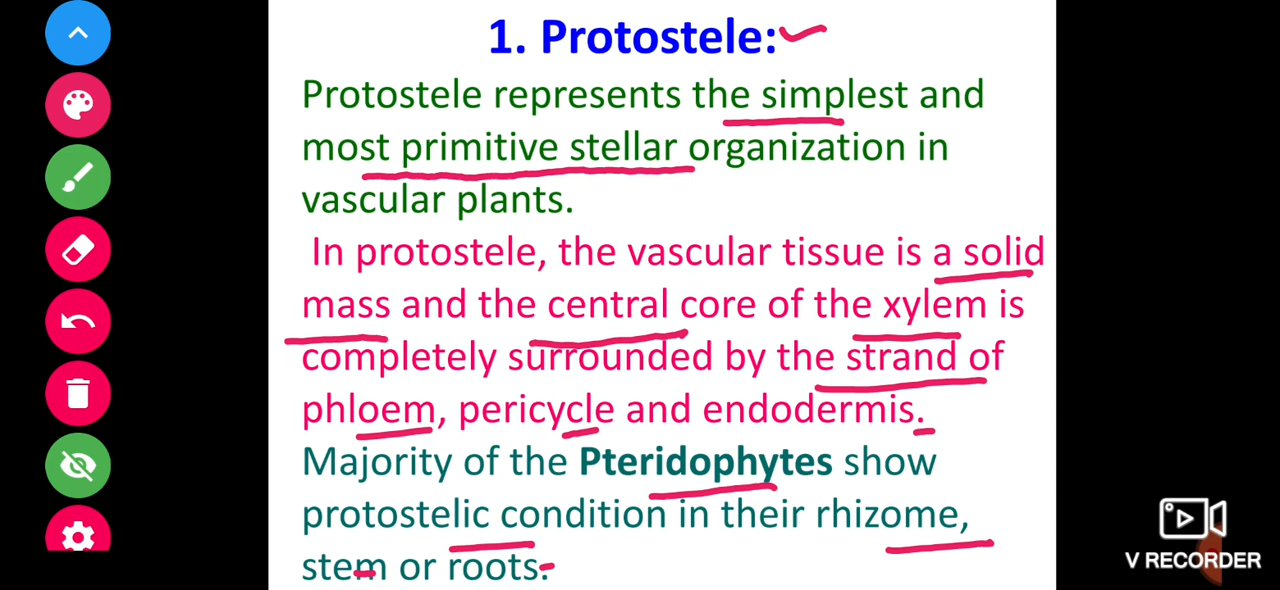 1. Protostele:
Protostele represents the simplest and
most primitive stellar organization in
vascular plants.
In protostele, the vascular tissue is a solid
mass and the central core of the xylem is
completely surrounded by the strand of
phloem, pericycle and endodermis.
Majority of the Pteridophytes show
protostelic condition in their rhizome,
stem or roots.
V RECORDER